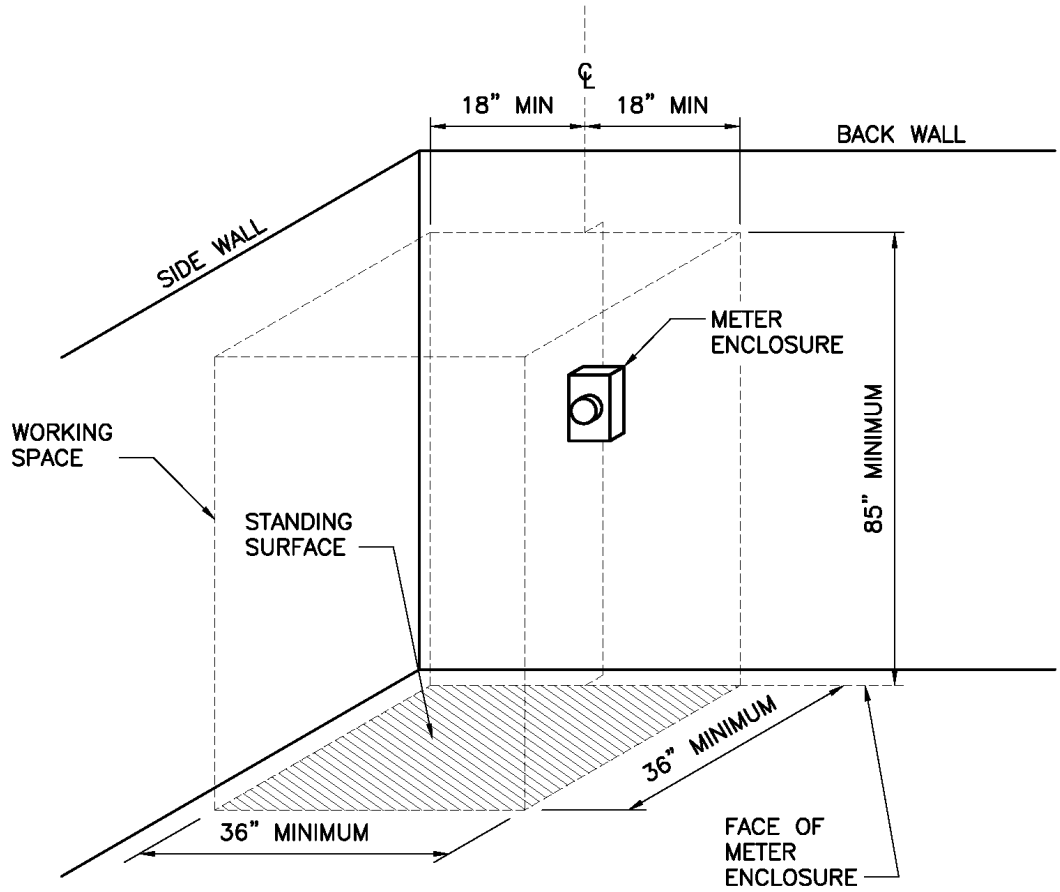 ℄
18” MIN
18” MIN
BACK WALL
SIDE WALL
METER
ENCLOSURE
WORKING
SPACE
85” MINIMUM
STANDING
SURFACE
36” MINIMUM
36” MINIMUM
FACE OF
METER
ENCLOSURE